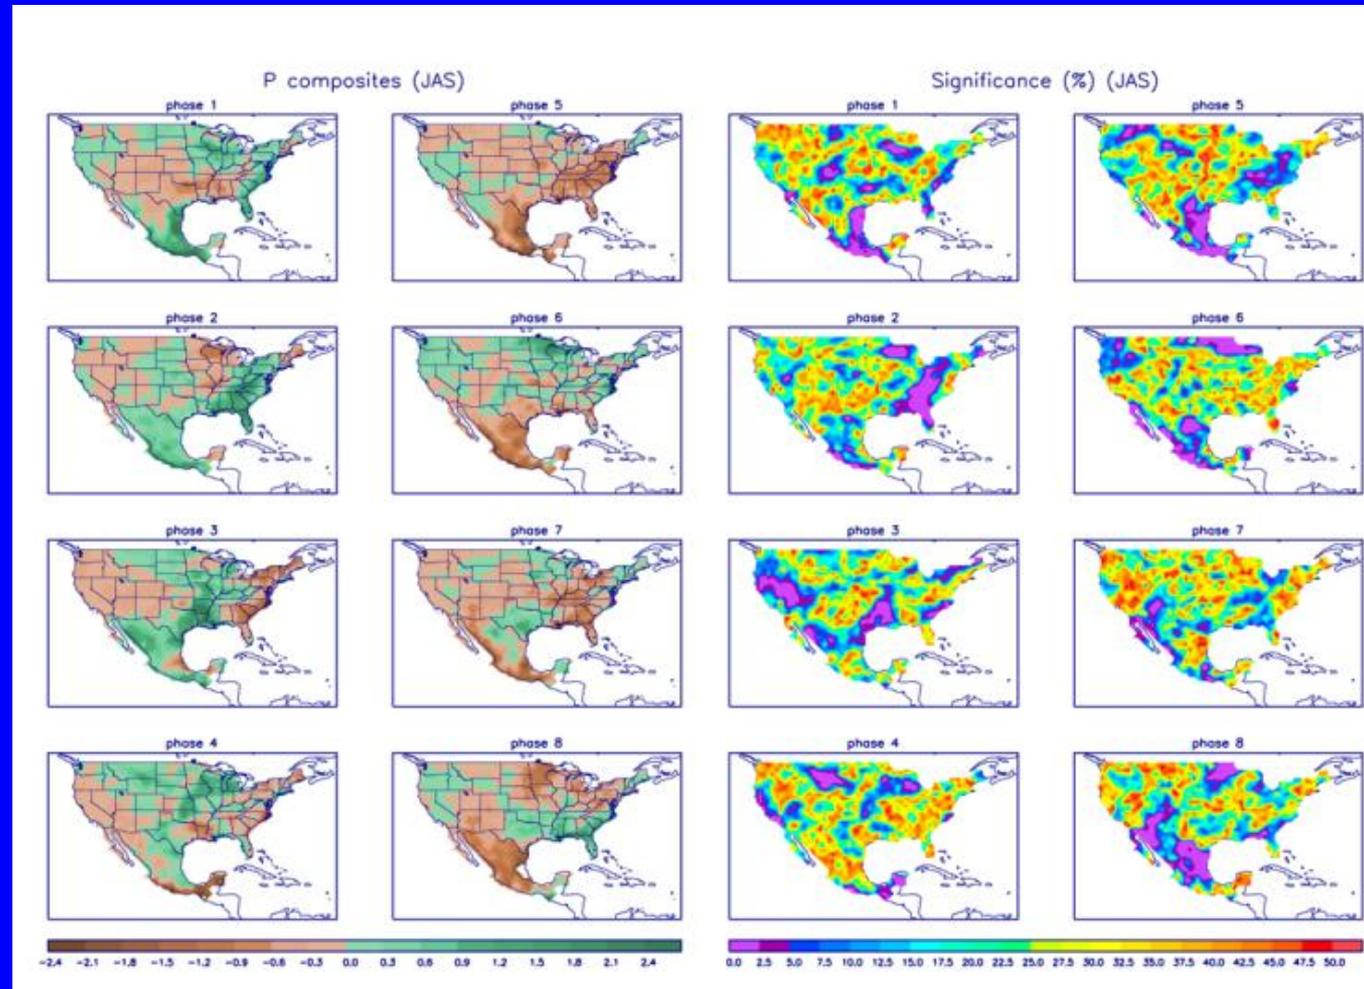 P composites (JAS) Significance (%) (JAS)
phase 1 phase 5 phase 1 phase 5
phase 2 phase 6 phase 2 phase 6
phase 3 phase 7 phase 3 phase 7
phase 4 phase 8 phase 4 phase 8
-2.4 -2.1 -1.8 -1.5 -1.2 -0.9 -0.6 -0.3 0.0 0.3 0.6 0.9 1.2 1.5 1.8 2.1 2.4 0.0 2.5 5.0 7.5 10.0 12.5 15.0 17.5 20.0 22.5 25.0 27.5 30.0 32.5 35.0 37.5 40.0 42.5 45.0 47.5 50.0